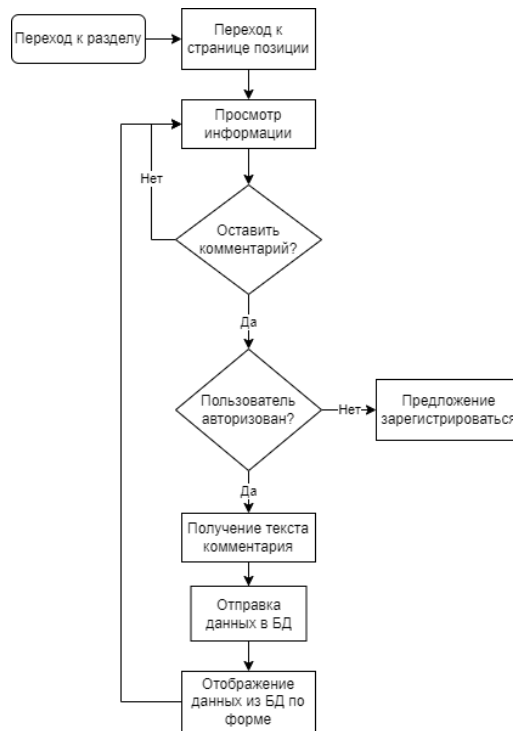 Переход к разделу
Переход к
странице позиции
Просмотр
информации
Нет
Оставить
комментарий?
Да
Пользователь
авторизован?
Нет
Предложение
зарегистрироваться
Да
Получение текста
комментария
Отправка
данных в БД
Отображение
данных из БД по
форме